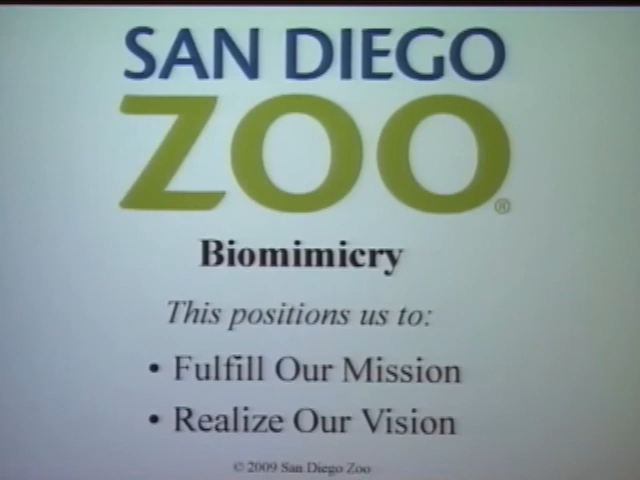 SAN DIEGO
ZOO®
Biomimicry
This positions us to:
• Fulfill Our Mission
• Realize Our Vision
© 2009 San Diego Zoo